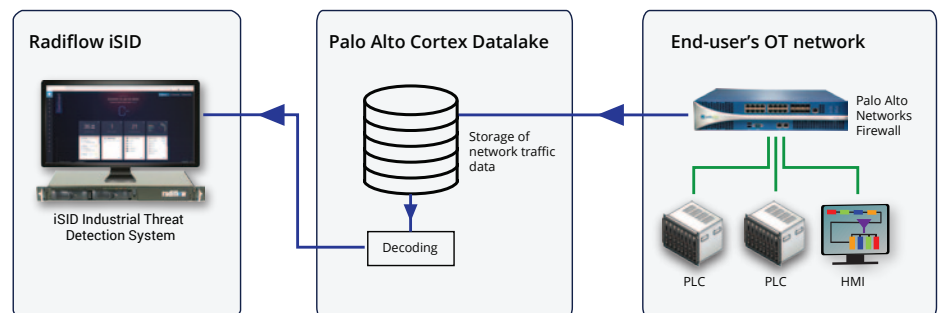 Radiflow iSID
Palo Alto Cortex Datalake
End-user's OT network
Palo Alto
Networks
Firewall
Storage of
network traffic
data
radiflow
iSID Industrial Threat
Detection System
Decoding
PLC
PLC
HMI